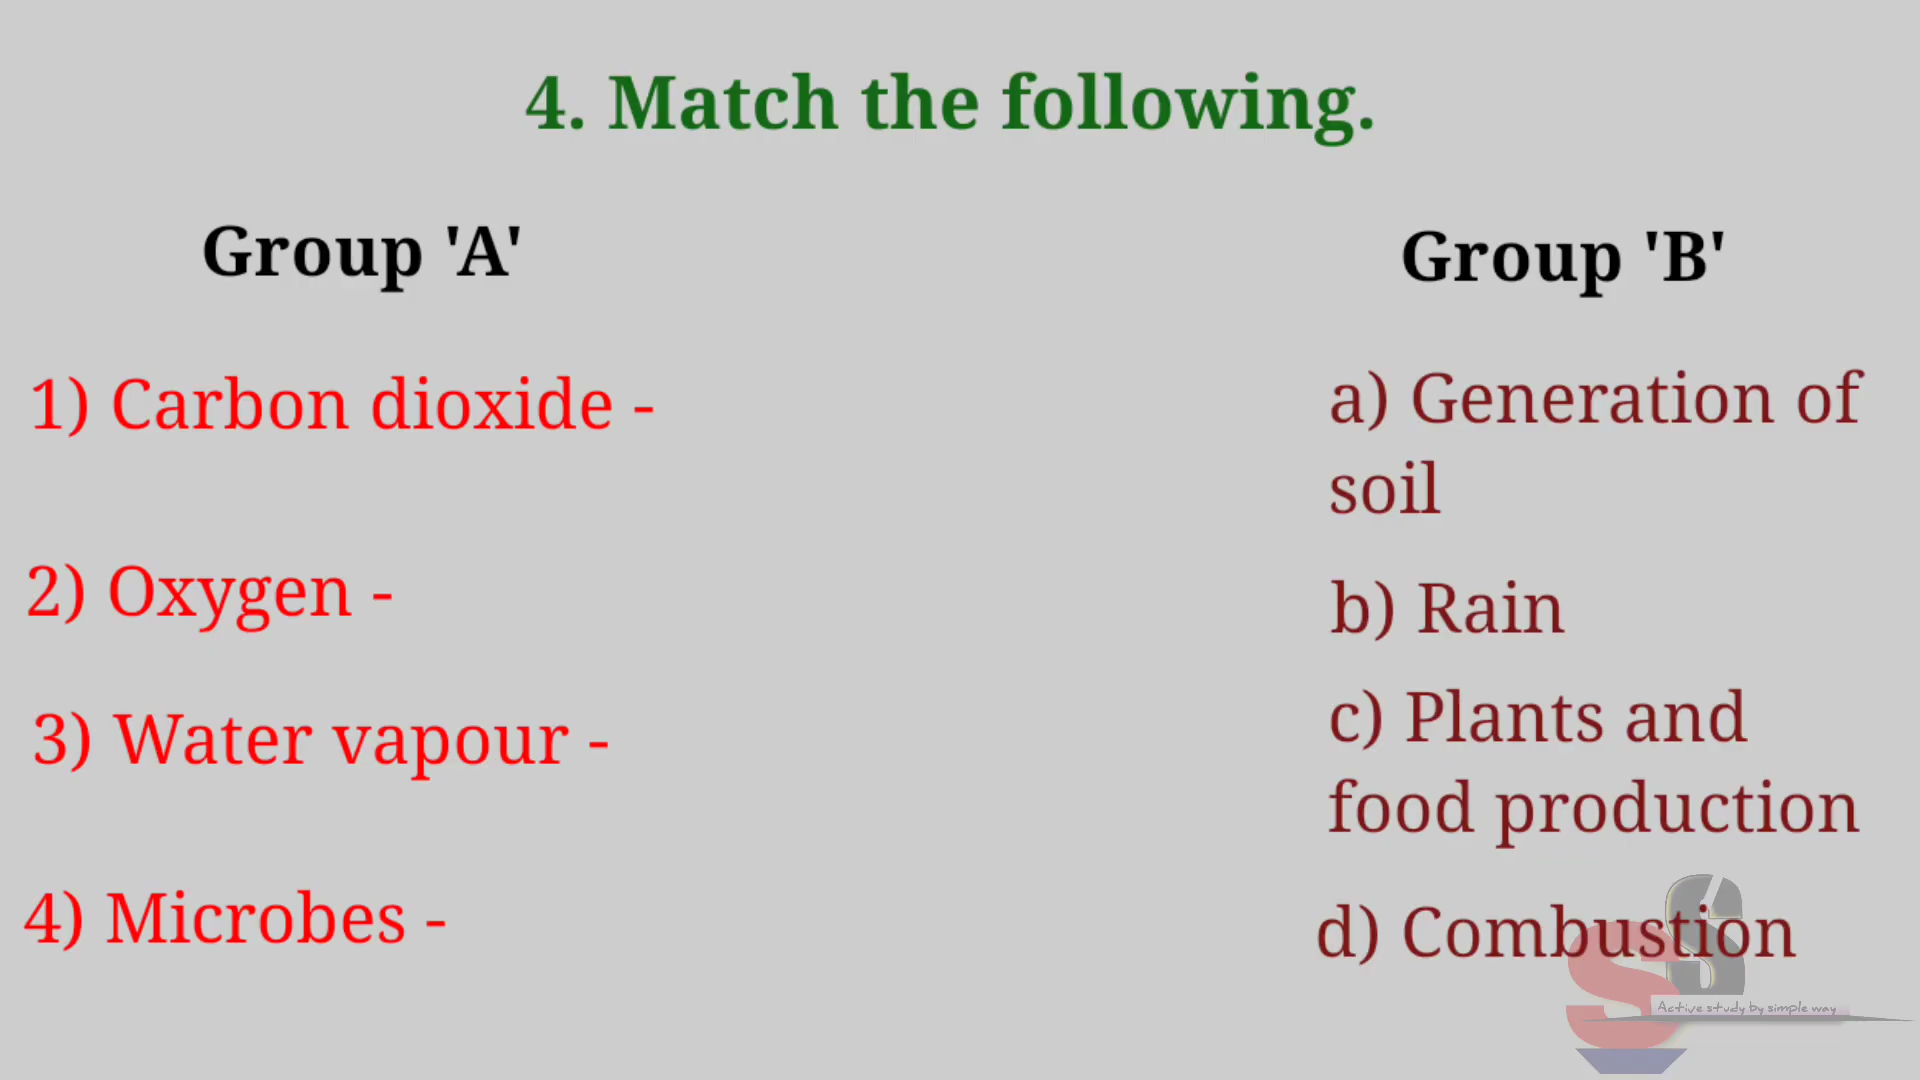 4. Match the following.
Group 'A'
Group 'B'
1) Carbon dioxide -
a) Generation of
soil
2) Oxygen -
b) Rain
3) Water vapour -
c) Plants and
food production
4) Microbes -
d) Combustion
Active study by simple way